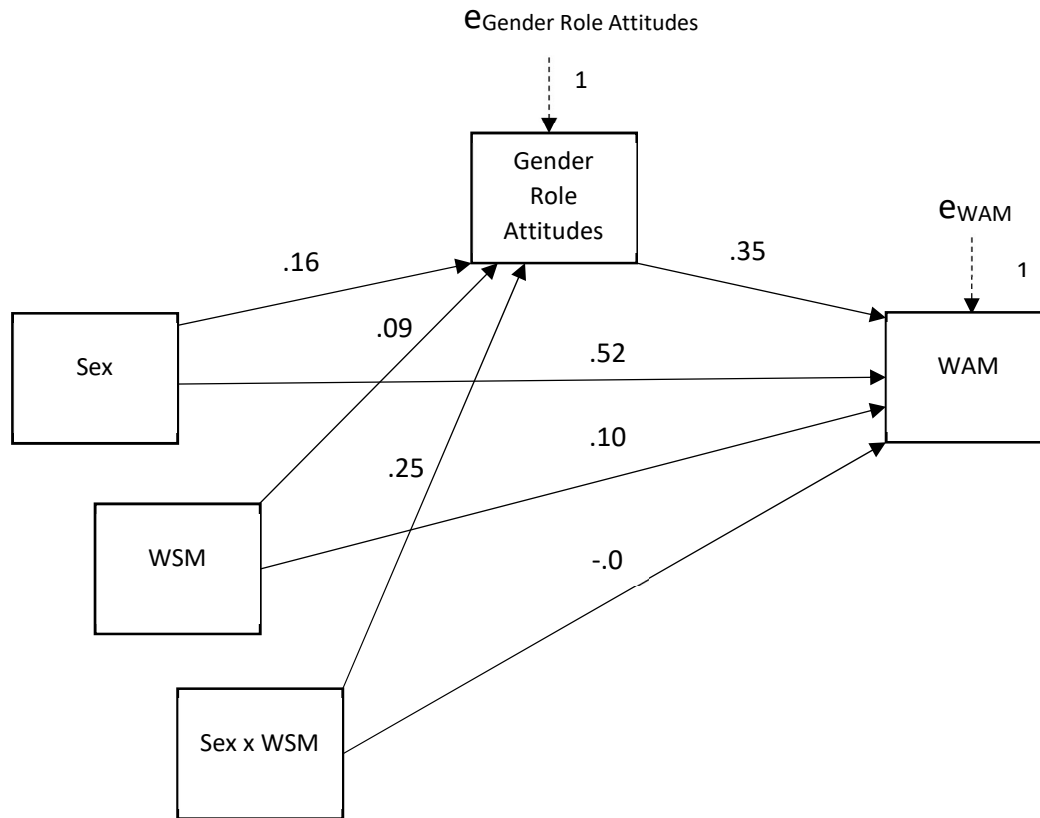 eGender Role Attitudes
1
Gender
Role
Attitudes
eWAM
1
.16
.35
.09
Sex
.52
WAM
.10
.25
WSM
-.0
Sex x WSM